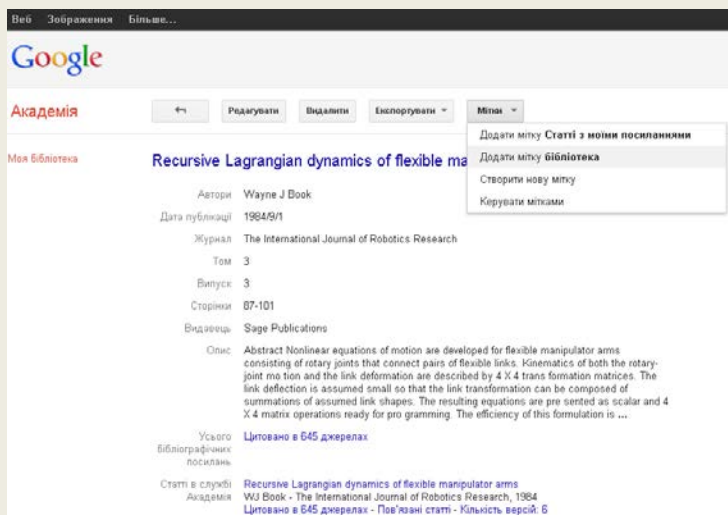 Веб Зображення Більше...
Google
Академія
Редагувати Видалити Експортувати Мітки
Додати мітку Статті з моїми посиланнями
Додати мітку бібліотека
Створити нову мітку
Керувати мітками
Моя бібліотека
Recursive Lagrangian dynamics of flexible ma
Автори Wayne J Book
Дата публікації 1984/9/1
Журнал The International Journal of Robotics Research
Том 3
Випуск 3
Сторінки 87-101
Видавець Sage Publications
Опис Abstract Nonlinear equations of motion are developed for flexible manipulator arms
consisting of rotary joints that connect pairs of flexible links. Kinematics of both the rotary-
joint mo tion and the link deformation are described by 4 X 4 trans formation matrices. The
link deflection is assumed small so that the link transformation can be composed of
summations of assumed link shapes. The resulting equations are pre sented as scalar and 4
X 4 matrix operations ready for pro gramming. The efficiency of this formulation is ...
Усього Цитовано в 645 джерелах
бібліографічних
посилань
Статті в службі Recursive Lagrangian dynamics of flexible manipulator arms
Академія WJ Book - The International Journal of Robotics Research, 1984
Цитовано в 645 джерелах - Пов'язані статті - Кількість версій: 6